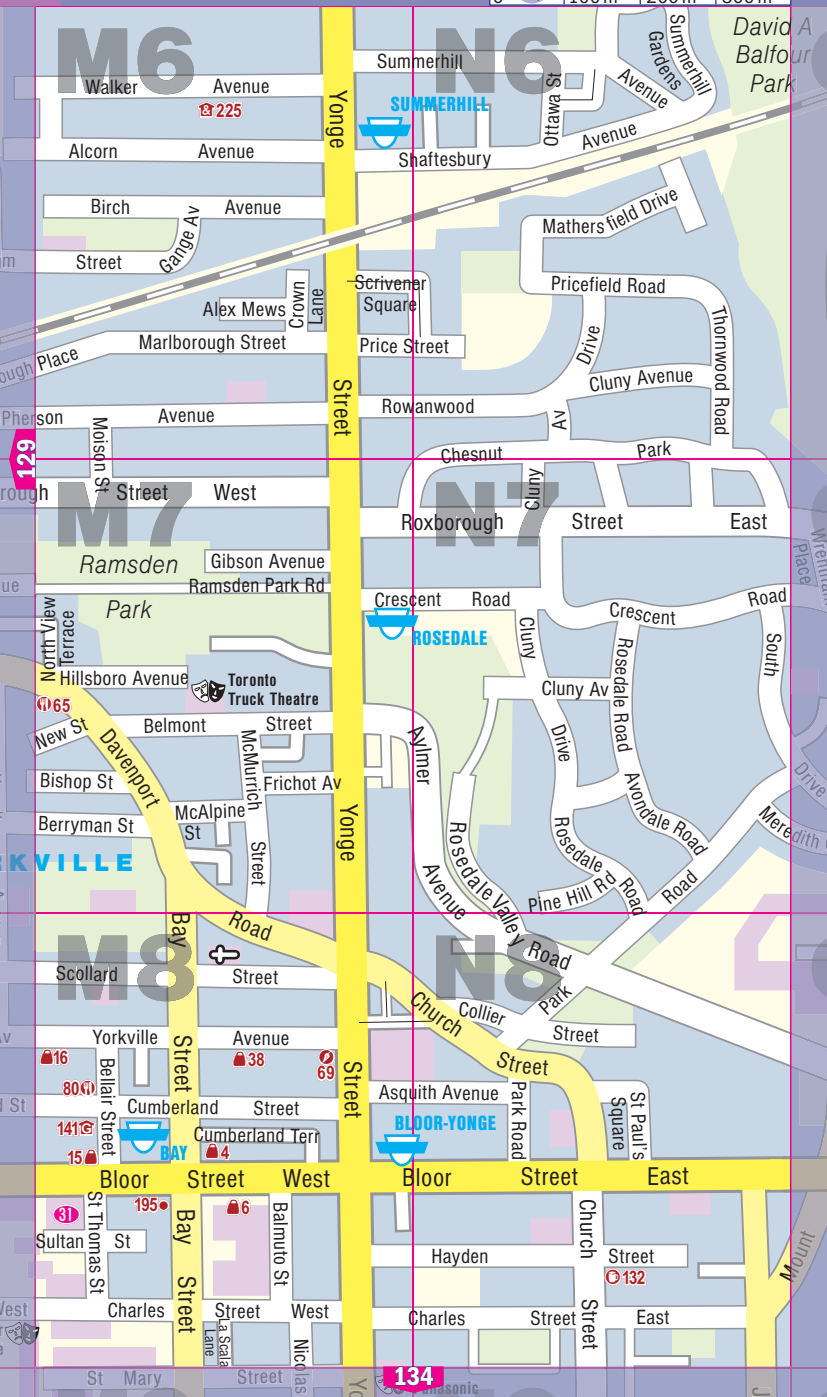 100 m 200 m 300 m
David A
Balfour
Park
M6
N6
Summerhill
Summerhill
Gardens
Avenue
Walker Avenue
225
SUMMERHILL
Ottawa St
Yonge
Avenue
Alcorn Avenue
Shaftesbury
Birch Avenue
Gange Av
Street
Mathersfield Drive
Pricefield Road
Scrivener
Square
Alex Mews
Crown
Lane
Marlborough Street
Price Street
ough Place
Drive
Thornwood Road
Cluny Avenue
Street
Pherson Avenue
Rowanwood
Av
129
Moison St
Chesnut Park
Cluny
rough Street West
M7
N7
Roxborough Street East
Ramsden
Park
Gibson Avenue
Ramsden Park Rd
Crescent Road
Crescent Road
ROSEDALE
North View
Terrace
Cluny
Rosedale Road
South
Hillsboro Avenue
Toronto
Truck Theatre
Cluny Av
65
New St
Belmont Street
Davenport
McMurrich
Aylmer
Drive
Drive
Bishop St
Frichot Av
Avondale Road
McAlpine
St
Berryman St
Yonge
Meredith
RKVILLE
Street
Rosedale Valley Road
Rosedale Road
Avenue
Pine Hill Rd
Road
Bay
Road
M8
N8
Scollard Street
Park
Church
Collier Street
Yorkville Avenue
16
38
69
Street
Street
Street
80
Bellair Street
Asquith Avenue
Park Road
St Paul's
Square
Cumberland Street
141
Cumberland Terr
BLOOR-YONGE
BAY
15
4
Bloor Street West Bloor Street East
31
St Thomas St
195
Bay
6
Balmuto St
Church
Sultan St
Hayden Street
132
Mount
Street
Charles Street West
Charles Street East
Street
La Scala
Lane
Nicolas
St Mary Street
134
Panasonic